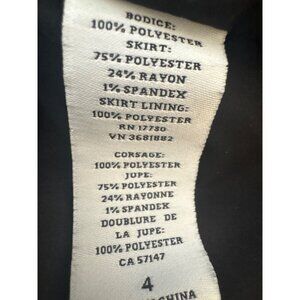 BODICE:
100% POLYESTER
SKIRT:
75% POLYESTER
24% RAYON
1% SPANDEX
SKIRT LINING:
100% POLYESTER
RN 17730
VN 3681882
CORSAGE:
100% POLYESTER
JUPE:
75% POLYESTER
24% RAYONNE
1% SPANDEX
DOUBLURE DE
LA JUPE:
100% POLYESTER
CA 57147
4
CHINA